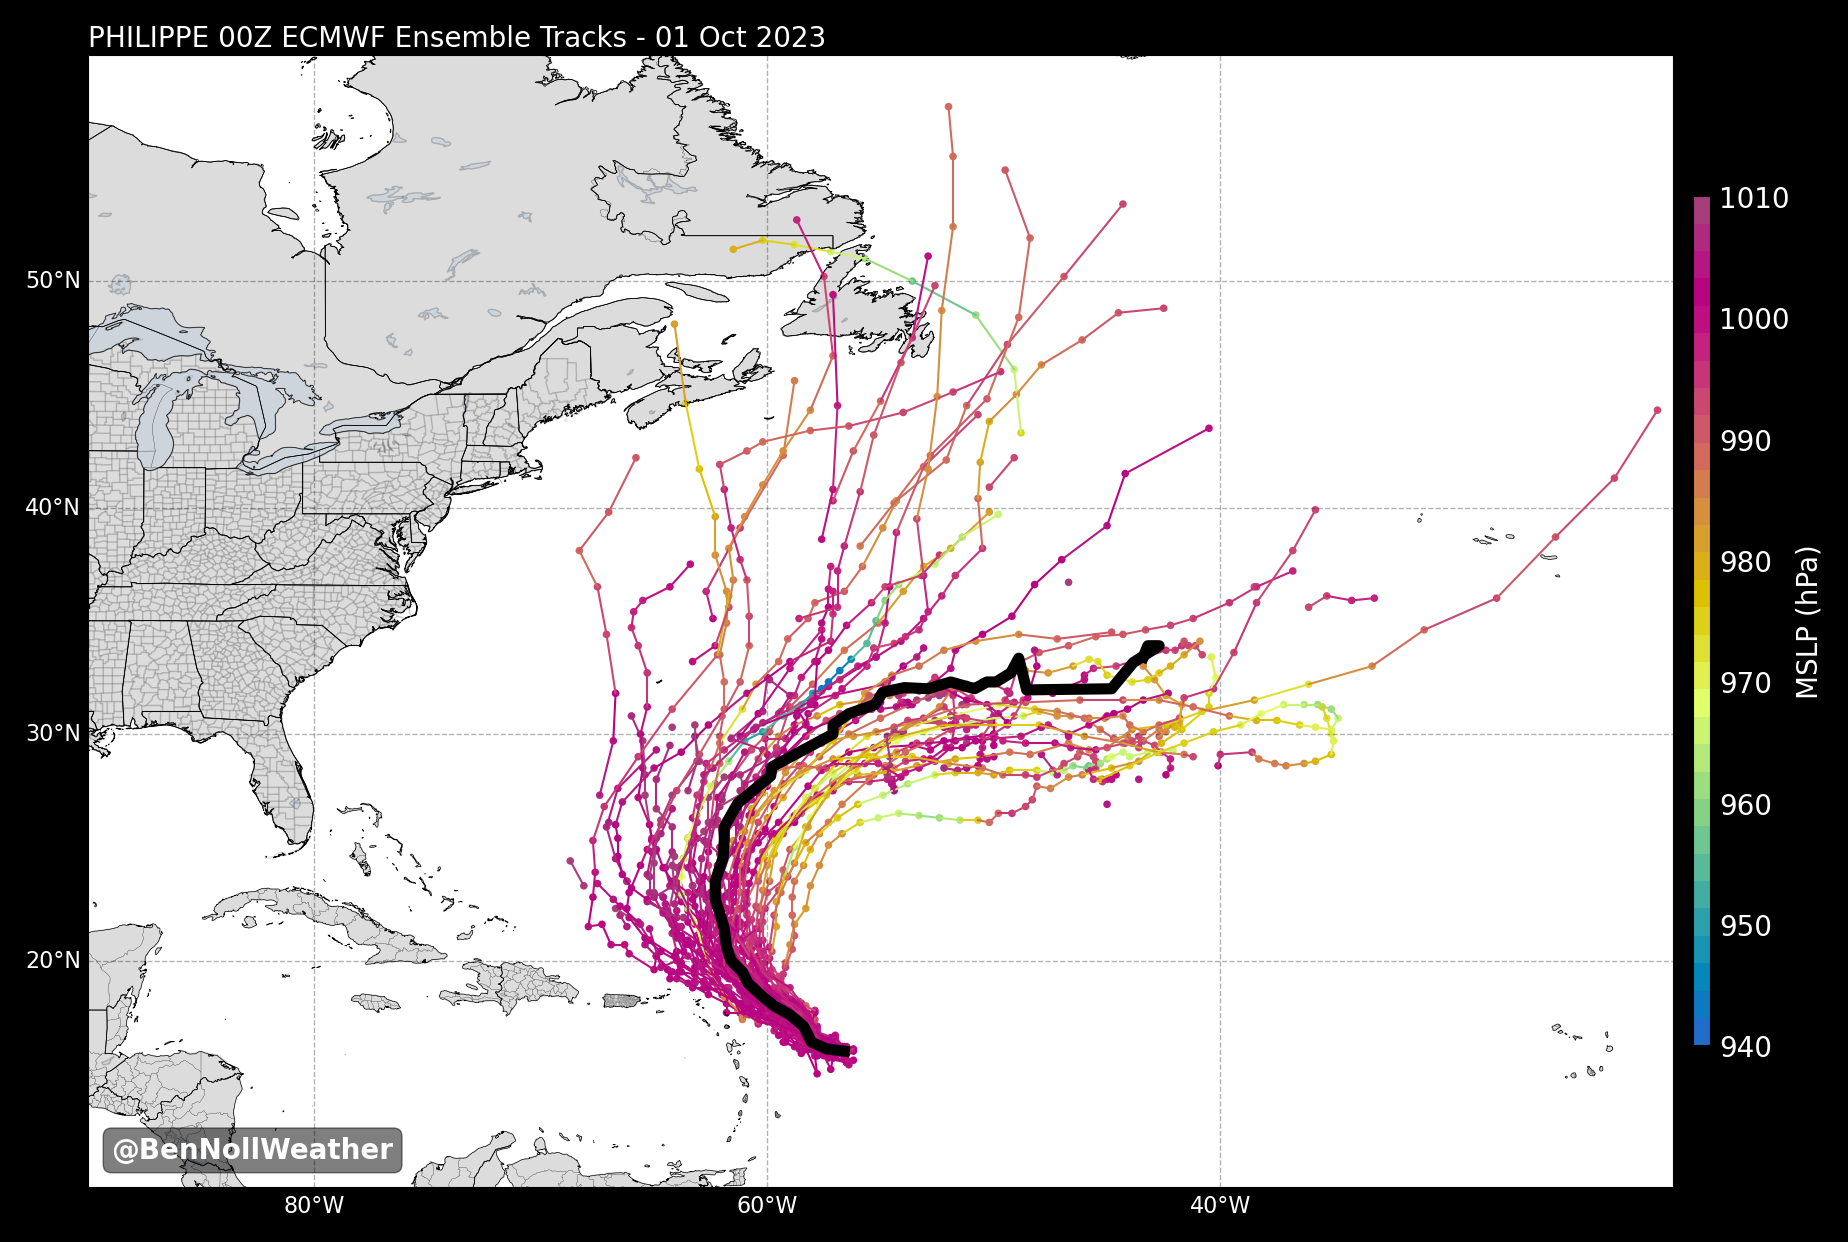 PHILIPPE 00Z ECMWF Ensemble Tracks - 01 Oct 2023
50°N
40°N
30°N
20°N
80°W
60°W
40°W
1010
1000
990
980
970
960
950
940
MSLP (hPa)
@BenNollWeather